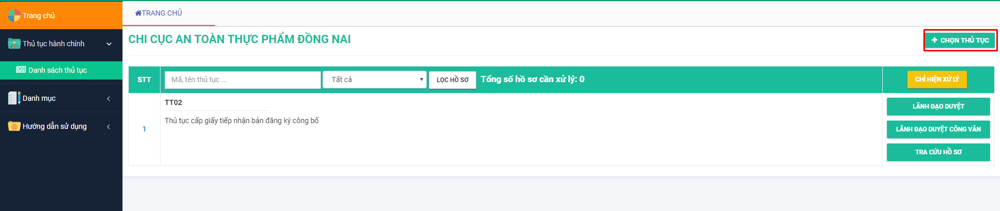 Trang chủ
Thủ tục hành chính
Danh sách thủ tục
Danh mục
Hướng dẫn sử dụng
TRANG CHỦ
CHI CỤC AN TOÀN THỰC PHẨM ĐỒNG NAI
+ CHỌN THỦ TỤC
STT
Mã, tên thủ tục ...
Tất cả
LỌC HỒ SƠ
Tổng số hồ sơ cần xử lý: 0
CHỈ HIỆN XỬ LÝ
1
TT02
Thủ tục cấp giấy tiếp nhận bản đăng ký công bố
LÃNH ĐẠO DUYỆT
LÃNH ĐẠO DUYỆT CÔNG VĂN
TRA CỨU HỒ SƠ